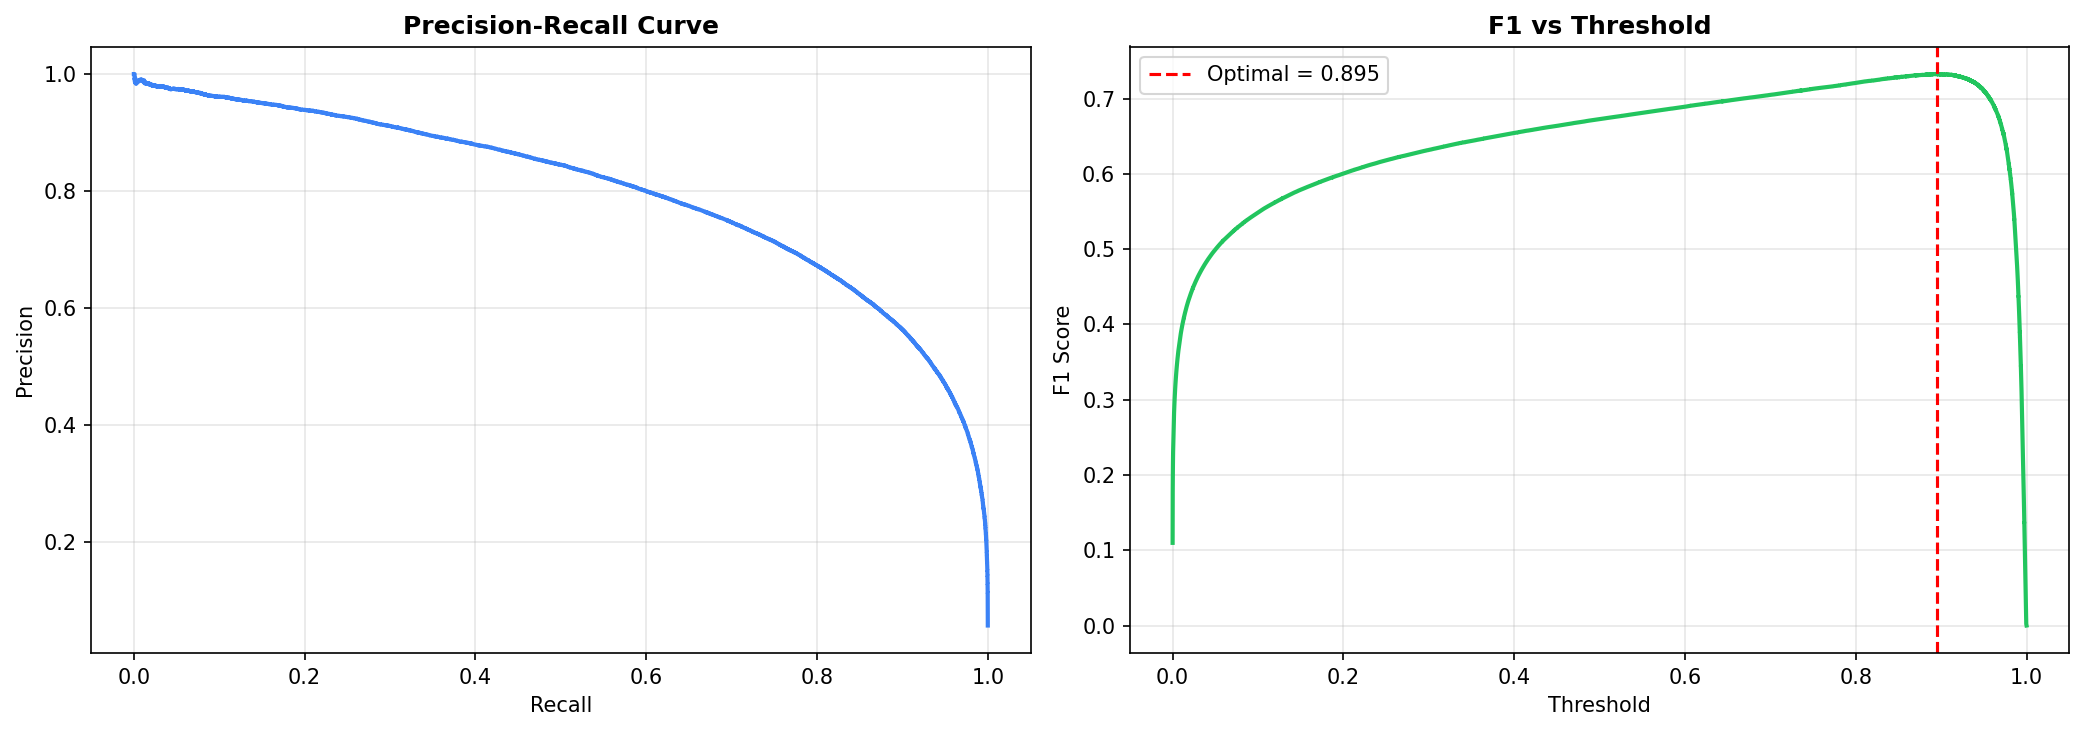 Precision-Recall Curve
1.0
0.8
0.6
0.4
0.2
Precision
0.0 0.2 0.4 0.6 0.8 1.0
Recall
F1 vs Threshold
Optimal = 0.895
0.7
0.6
0.5
0.4
0.3
0.2
0.1
0.0
F1 Score
0.0 0.2 0.4 0.6 0.8 1.0
Threshold